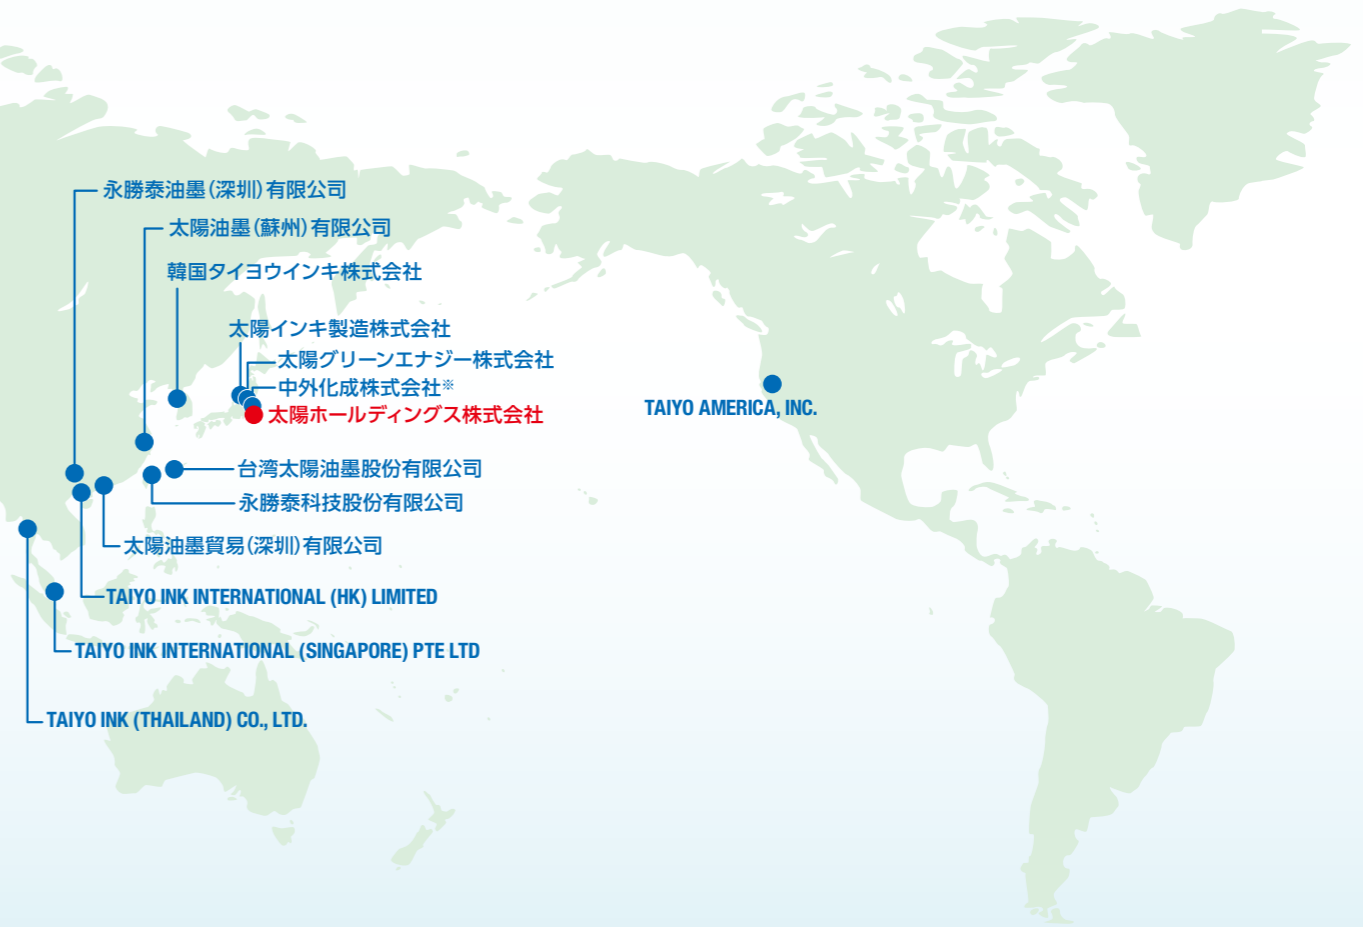 永勝泰油墨(深圳)有限公司
太陽油墨(蘇州)有限公司
韓国タイヨウインキ株式会社
太陽インキ製造株式会社
太陽グリーンエナジー株式会社
中外化成株式会社※
太陽ホールディングス株式会社
TAIYO AMERICA, INC.
台湾太陽油墨股份有限公司
永勝泰科技股份有限公司
太陽油墨貿易(深圳)有限公司
TAIYO INK INTERNATIONAL (HK) LIMITED
TAIYO INK INTERNATIONAL (SINGAPORE) PTE LTD
TAIYO INK (THAILAND) CO., LTD.